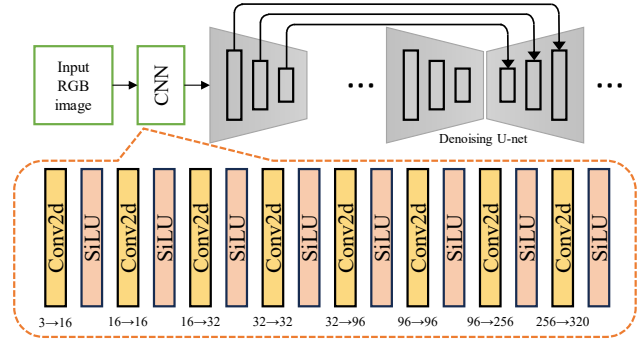 Input
RGB
image
CNN
...
...
Denoising U-net
Conv2d
SiLU
Conv2d
SiLU
Conv2d
SiLU
Conv2d
SiLU
Conv2d
SiLU
Conv2d
SiLU
Conv2d
SiLU
Conv2d
SiLU
3→16 16→16 16→32 32→32 32→96 96→96 96→256 256→320